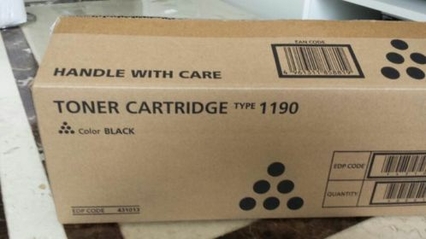 EAN CODE
HANDLE WITH CARE
TONER CARTRIDGE TYPE 1190
Color BLACK
EDP CODE
QUANTITY
EDP CODE 431013